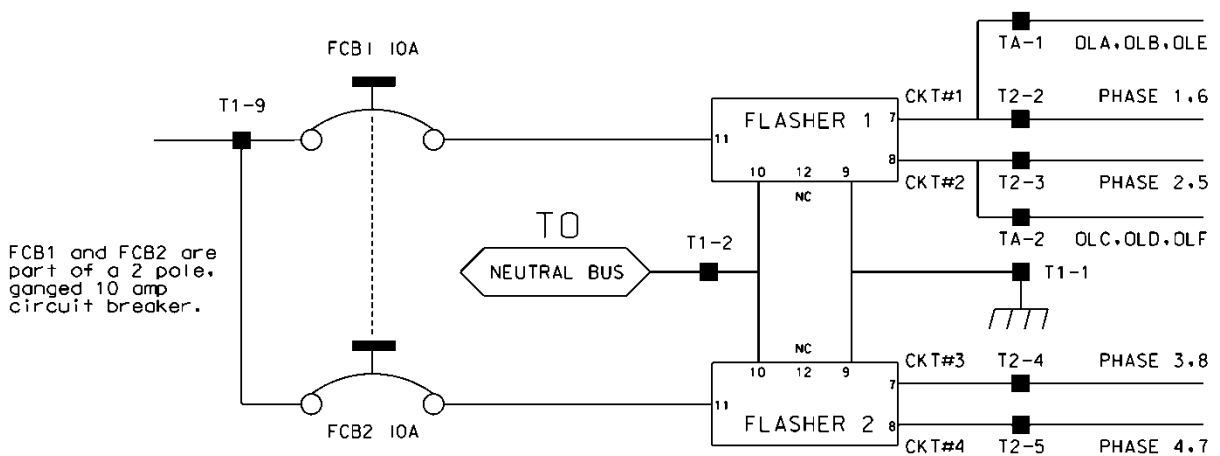 TA-1 OLA,OLB,OLE
FCB1 10A
T1-9
CKT#1 T2-2 PHASE 1,6
FLASHER 1
11
7
8
10 12 9
NC
CKT#2 T2-3 PHASE 2,5
TA-2 OLC,OLD,OLF
TO
NEUTRAL BUS
T1-2
T1-1
FCB1 and FCB2 are
part of a 2 pole,
ganged 10 amp
circuit breaker.
NC
10 12 9
CKT#3 T2-4 PHASE 3,8
7
11
FLASHER 2
8
FCB2 10A
CKT#4 T2-5 PHASE 4,7